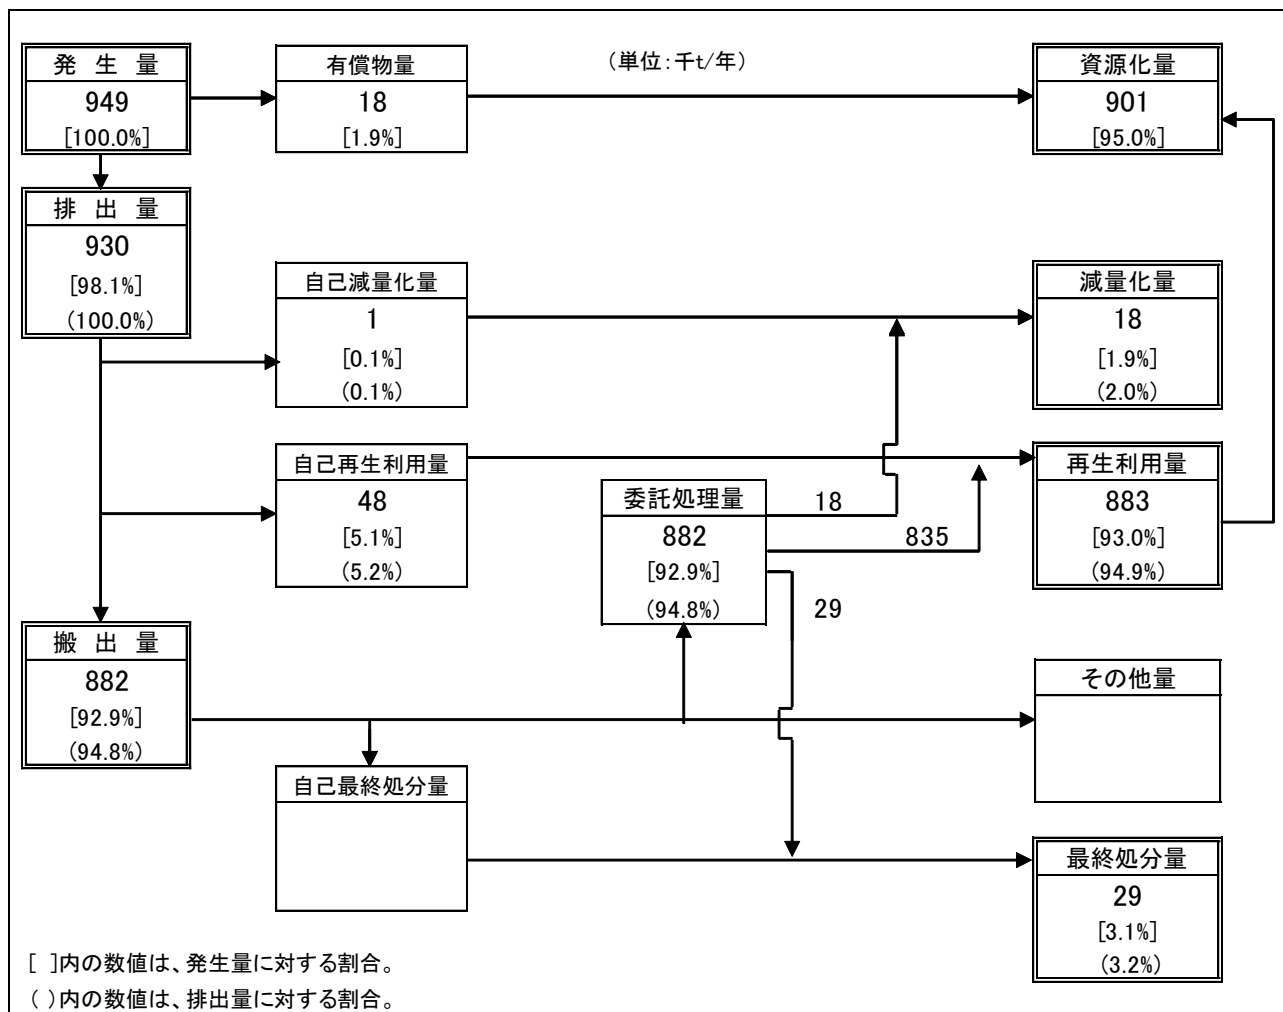 発 生 量
949
[100.0%]
有償物量
18
[1.9%]
(単位:千t/年)
資源化量
901
[95.0%]
排 出 量
930
[98.1%]
(100.0%)
自己減量化量
1
[0.1%]
(0.1%)
減量化量
18
[1.9%]
(2.0%)
自己再生利用量
48
[5.1%]
(5.2%)
委託処理量
882
[92.9%]
(94.8%)
18
835
29
再生利用量
883
[93.0%]
(94.9%)
搬 出 量
882
[92.9%]
(94.8%)
その他量
自己最終処分量
最終処分量
29
[3.1%]
(3.2%)
[ ]内の数値は、発生量に対する割合。
( )内の数値は、排出量に対する割合。